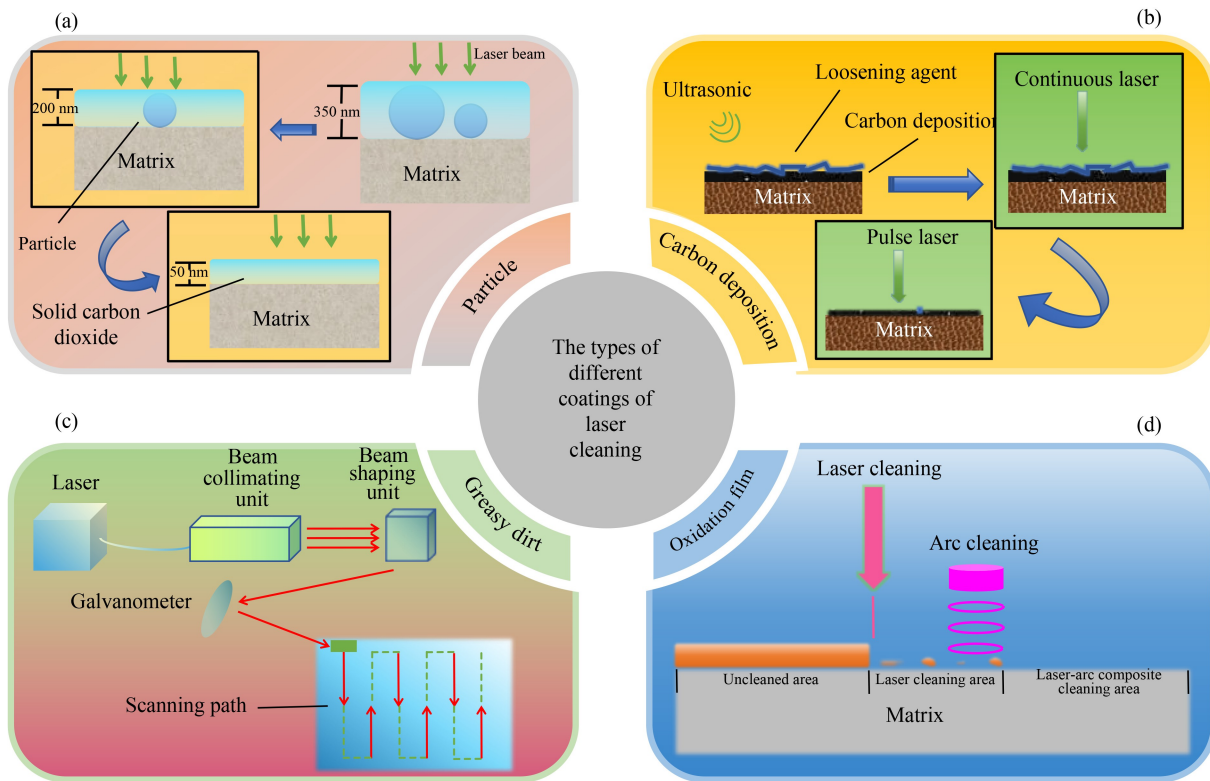 (a)
Laser beam
200 nm
350 nm
Matrix
Matrix
Particle
50 nm
Solid carbon
dioxide
Matrix
Particle
(b)
Ultrasonic
Loosening agent
Carbon deposition
Continuous laser
Matrix
Matrix
Pulse laser
Matrix
Carbon deposition
The types of
different
coatings of
laser
cleaning
(c)
Laser
Beam
collimating
unit
Beam
shaping
unit
Galvanometer
Scanning path
Greasy dirt
(d)
Laser cleaning
Arc cleaning
Uncleaned area
Laser cleaning area
Laser-arc composite
cleaning area
Matrix
Oxidation film